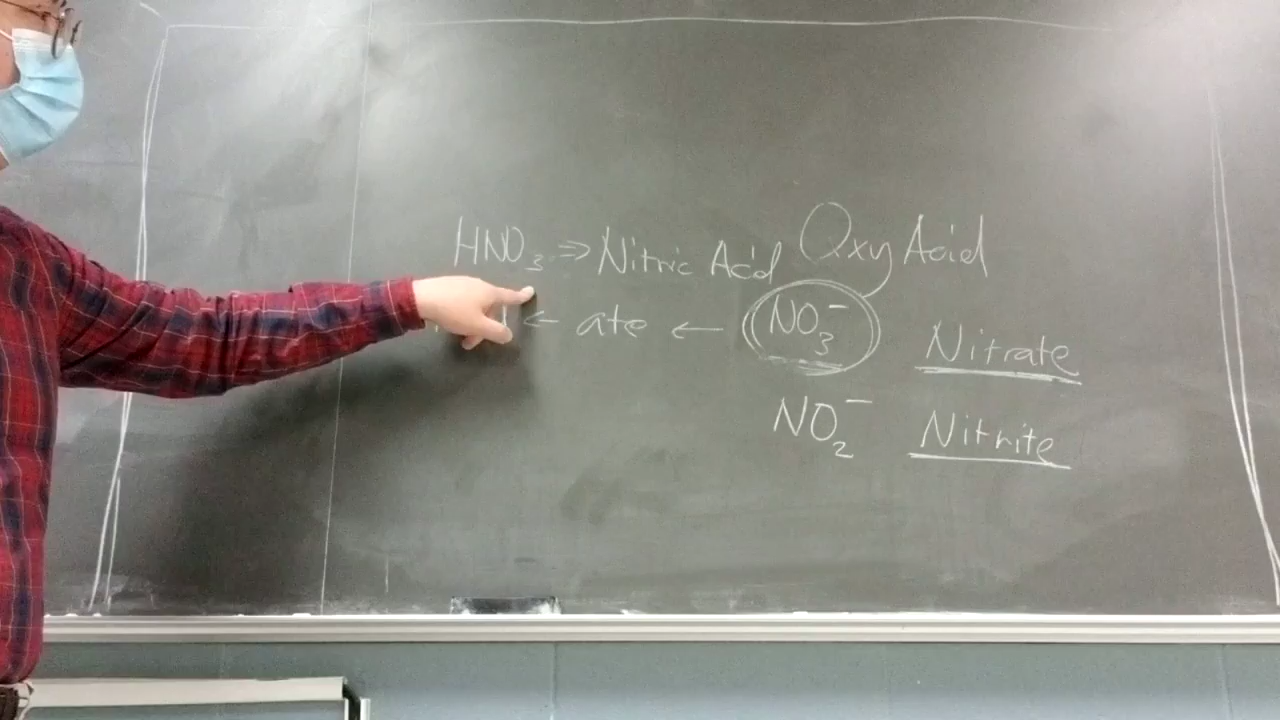 HNO₃ ⇒ Nitric Acid Oxy Acid
← ate ← NO₃⁻ Nitrate
NO₂⁻ Nitrite